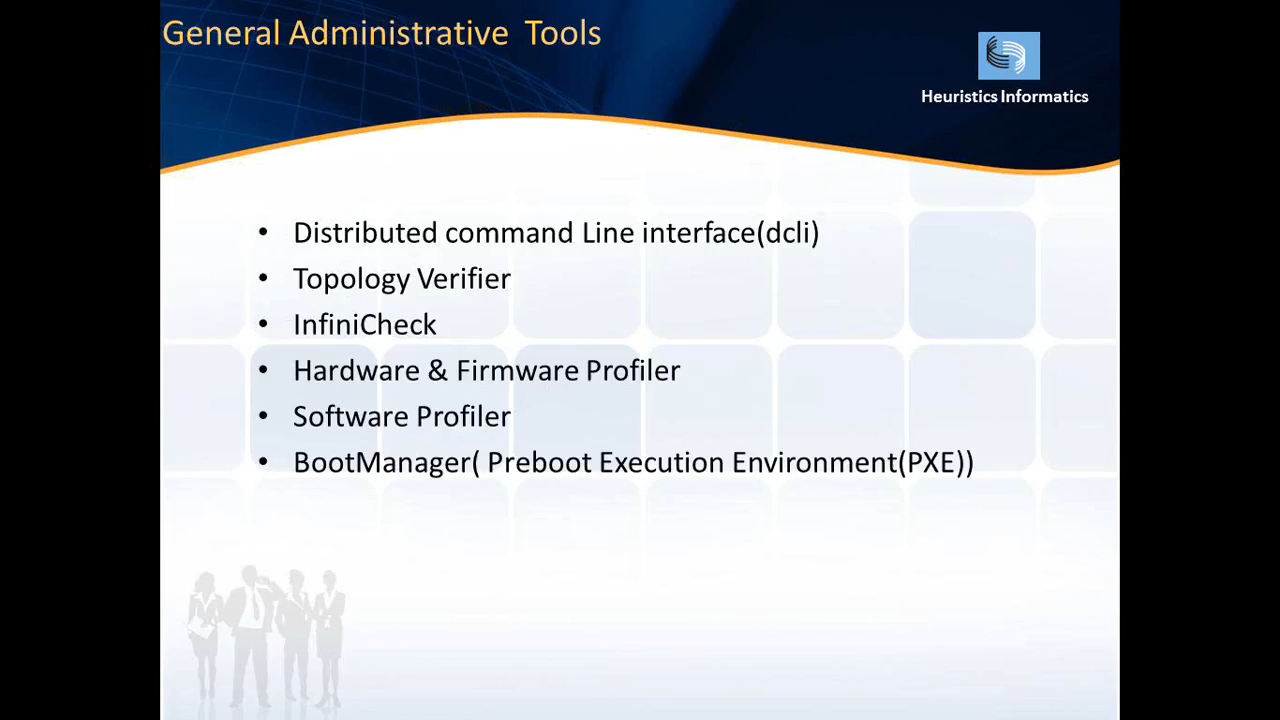 General Administrative  Tools
Heuristics Informatics
• Distributed command Line interface(dcli)
• Topology Verifier
• InfiniCheck
• Hardware & Firmware Profiler
• Software Profiler
• BootManager( Preboot Execution Environment(PXE))